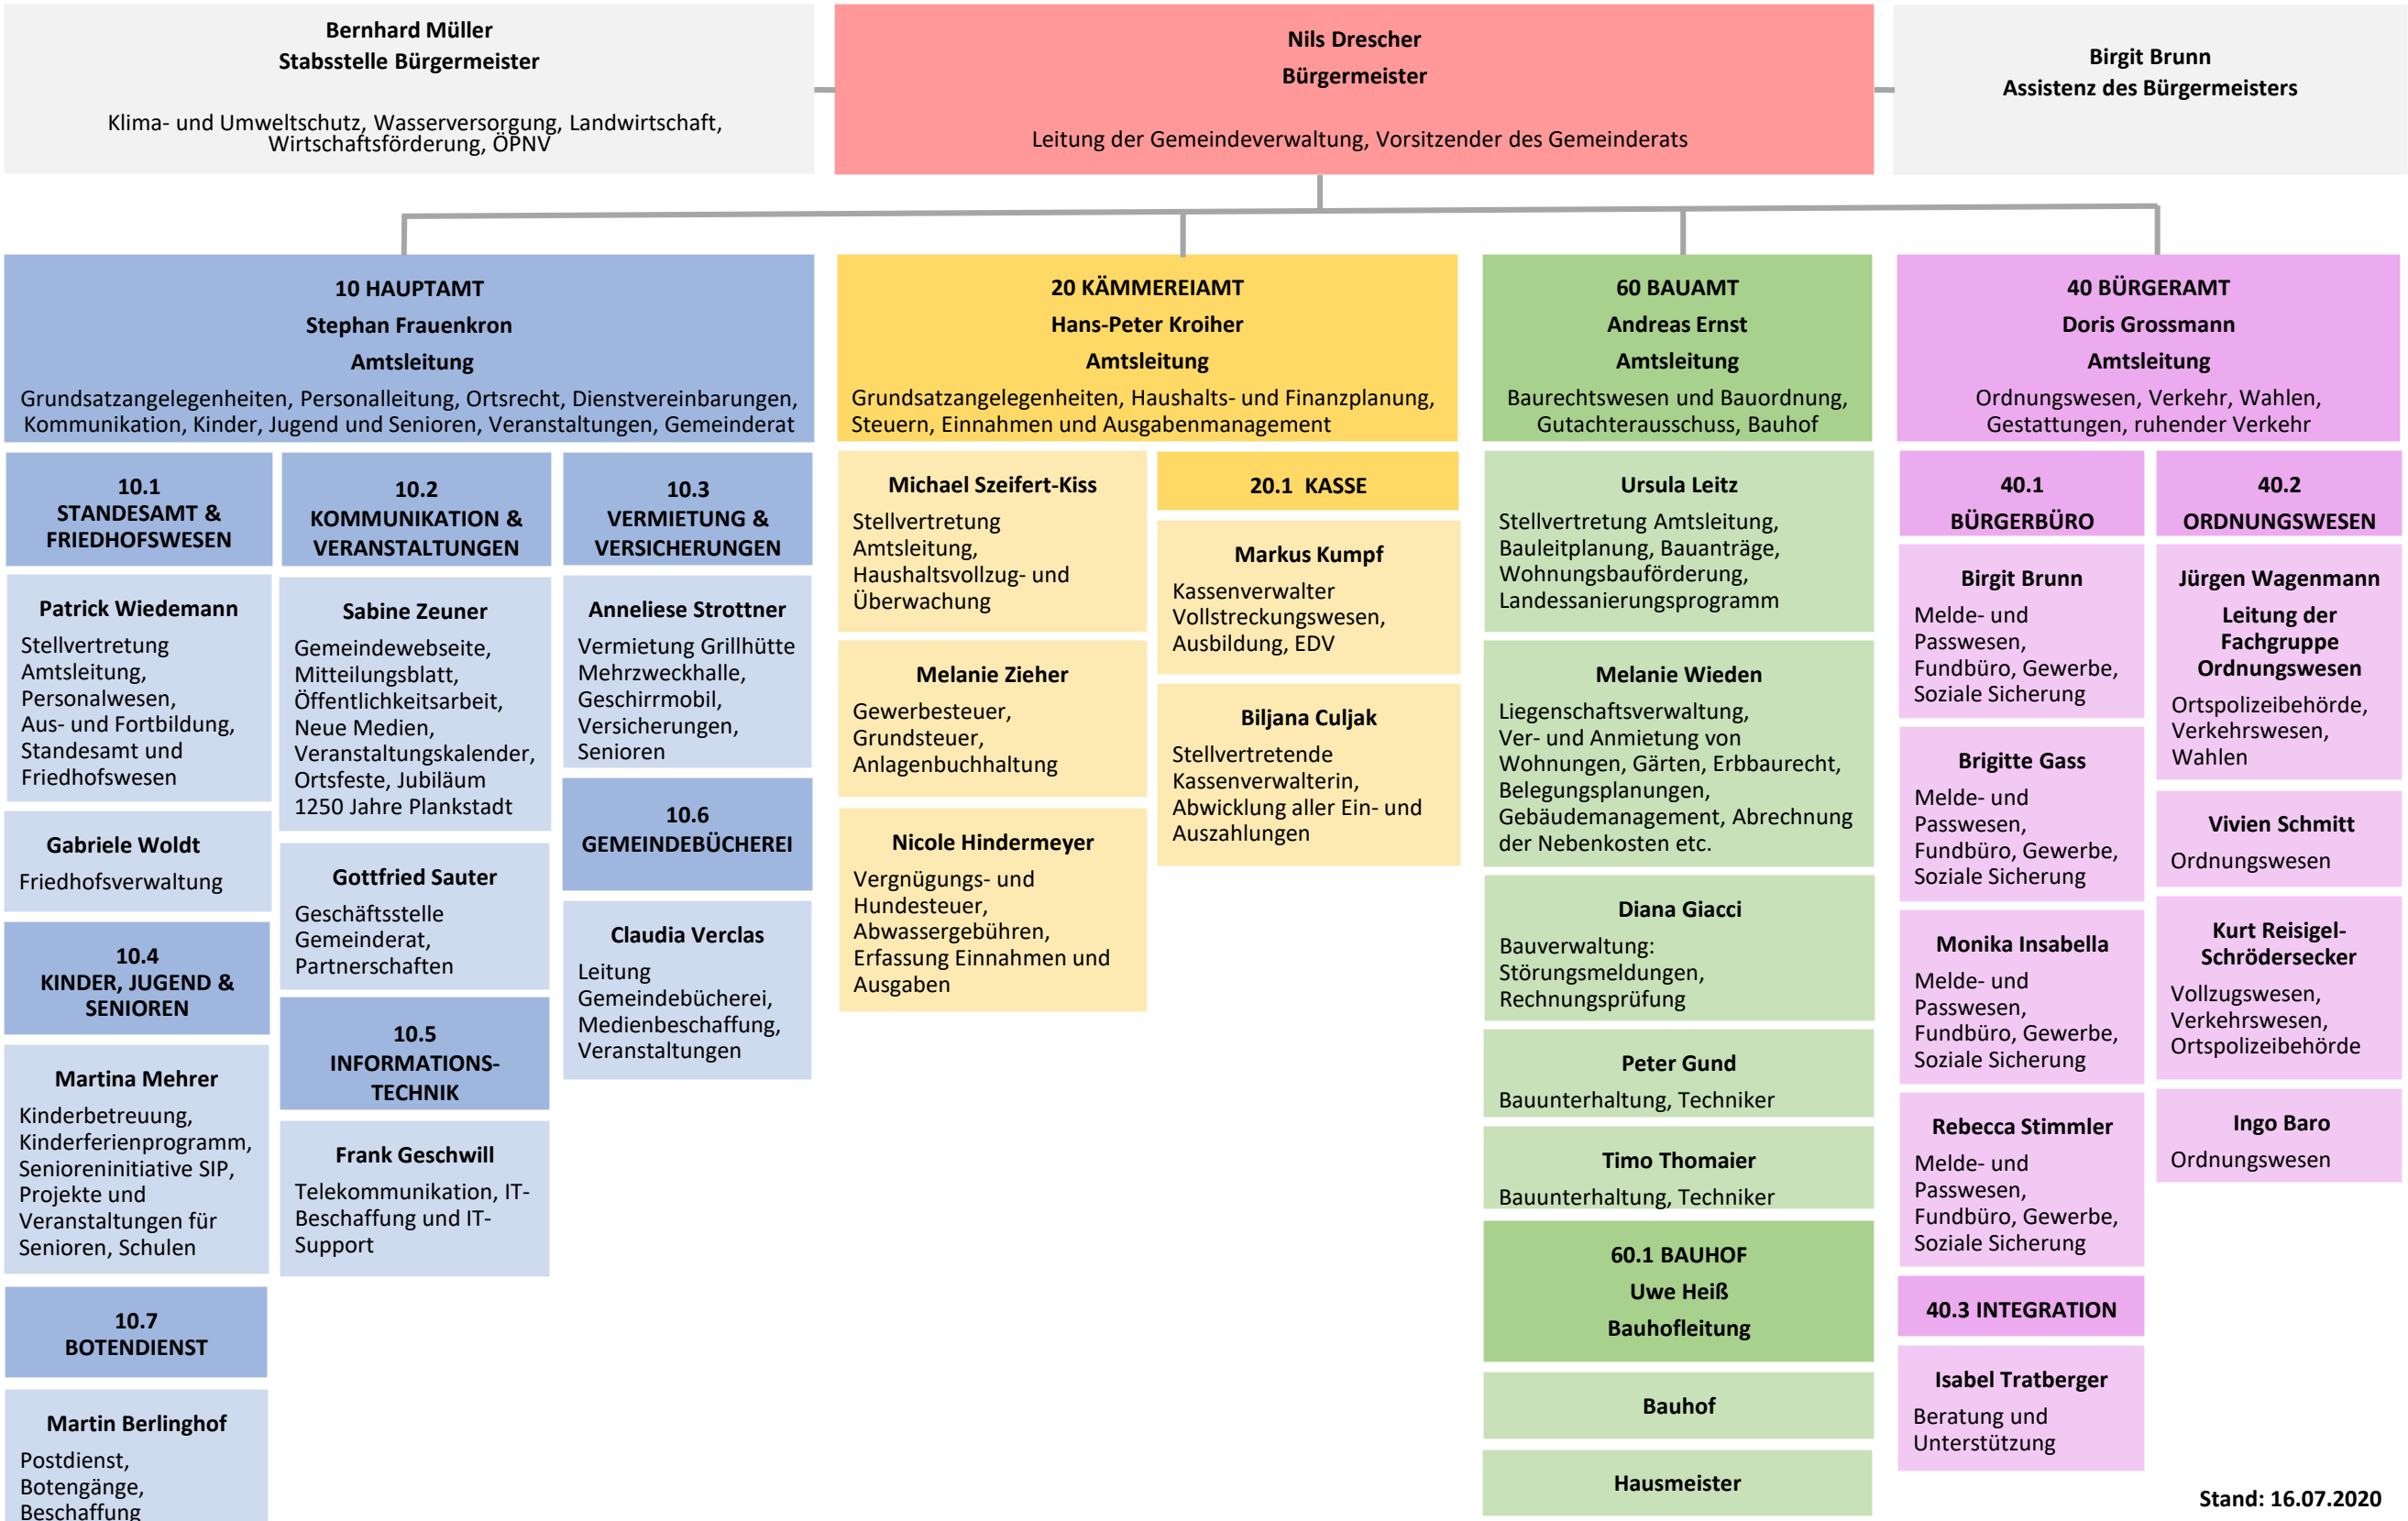 Bernhard Müller
Stabsstelle Bürgermeister
Klima- und Umweltschutz, Wasserversorgung, Landwirtschaft,
Wirtschaftsförderung, ÖPNV
Nils Drescher
Bürgermeister
Leitung der Gemeindeverwaltung, Vorsitzender des Gemeinderats
Birgit Brunn
Assistenz des Bürgermeisters
10 HAUPTAMT
Stephan Frauenkron
Amtsleitung
Grundsatzangelegenheiten, Personalleitung, Ortsrecht, Dienstvereinbarungen,
Kommunikation, Kinder, Jugend und Senioren, Veranstaltungen, Gemeinderat
10.1
STANDESAMT &
FRIEDHOFSWESEN
Patrick Wiedemann
Stellvertretung
Amtsleitung,
Personalwesen,
Aus- und Fortbildung,
Standesamt und
Friedhofswesen
Gabriele Woldt
Friedhofsverwaltung
10.4
KINDER, JUGEND &
SENIOREN
Martina Mehrer
Kinderbetreuung,
Kinderferienprogramm,
Senioreninitiative SIP,
Projekte und
Veranstaltungen für
Senioren, Schulen
10.7
BOTENDIENST
Martin Berlinghof
Postdienst,
Botengänge,
Beschaffung
10.2
KOMMUNIKATION &
VERANSTALTUNGEN
Sabine Zeuner
Gemeindewebseite,
Mitteilungsblatt,
Öffentlichkeitsarbeit,
Neue Medien,
Veranstaltungskalender,
Ortsfeste, Jubiläum
1250 Jahre Plankstadt
Gottfried Sauter
Geschäftsstelle
Gemeinderat,
Partnerschaften
10.5
INFORMATIONS-
TECHNIK
Frank Geschwill
Telekommunikation, IT-
Beschaffung und IT-
Support
10.3
VERMIETUNG &
VERSICHERUNGEN
Anneliese Strottner
Vermietung Grillhütte
Mehrzweckhalle,
Geschirrmobil,
Versicherungen,
Senioren
10.6
GEMEINDEBÜCHEREI
Claudia Verclas
Leitung
Gemeindebücherei,
Medienbeschaffung,
Veranstaltungen
20 KÄMMEREIAMT
Hans-Peter Kroiher
Amtsleitung
Grundsatzangelegenheiten, Haushalts- und Finanzplanung,
Steuern, Einnahmen und Ausgabenmanagement
Michael Szeifert-Kiss
Stellvertretung
Amtsleitung,
Haushaltsvollzug- und
Überwachung
Melanie Zieher
Gewerbesteuer,
Grundsteuer,
Anlagenbuchhaltung
Nicole Hindermeyer
Vergnügungs- und
Hundesteuer,
Abwassergebühren,
Erfassung Einnahmen und
Ausgaben
20.1 KASSE
Markus Kumpf
Kassenverwalter
Vollstreckungswesen,
Ausbildung, EDV
Biljana Culjak
Stellvertretende
Kassenverwalterin,
Abwicklung aller Ein- und
Auszahlungen
60 BAUAMT
Andreas Ernst
Amtsleitung
Baurechtswesen und Bauordnung,
Gutachterausschuss, Bauhof
Ursula Leitz
Stellvertretung Amtsleitung,
Bauleitplanung, Bauanträge,
Wohnungsbauförderung,
Landessanierungsprogramm
Melanie Wieden
Liegenschaftsverwaltung,
Ver- und Anmietung von
Wohnungen, Gärten, Erbbaurecht,
Belegungsplanungen,
Gebäudemanagement, Abrechnung
der Nebenkosten etc.
Diana Giacci
Bauverwaltung:
Störungsmeldungen,
Rechnungsprüfung
Peter Gund
Bauunterhaltung, Techniker
Timo Thomaier
Bauunterhaltung, Techniker
60.1 BAUHOF
Uwe Heiß
Bauhofleitung
Bauhof
Hausmeister
40 BÜRGERAMT
Doris Grossmann
Amtsleitung
Ordnungswesen, Verkehr, Wahlen,
Gestattungen, ruhender Verkehr
40.1
BÜRGERBÜRO
Birgit Brunn
Melde- und
Passwesen,
Fundbüro, Gewerbe,
Soziale Sicherung
Brigitte Gass
Melde- und
Passwesen,
Fundbüro, Gewerbe,
Soziale Sicherung
Monika Insabella
Melde- und
Passwesen,
Fundbüro, Gewerbe,
Soziale Sicherung
Rebecca Stimmler
Melde- und
Passwesen,
Fundbüro, Gewerbe,
Soziale Sicherung
40.3 INTEGRATION
Isabel Tratberger
Beratung und
Unterstützung
40.2
ORDNUNGSWESEN
Jürgen Wagenmann
Leitung der
Fachgruppe
Ordnungswesen
Ortspolizeibehörde,
Verkehrswesen,
Wahlen
Vivien Schmitt
Ordnungswesen
Kurt Reisigel-
Schrödersecker
Vollzugswesen,
Verkehrswesen,
Ortspolizeibehörde
Ingo Baro
Ordnungswesen
Stand: 16.07.2020